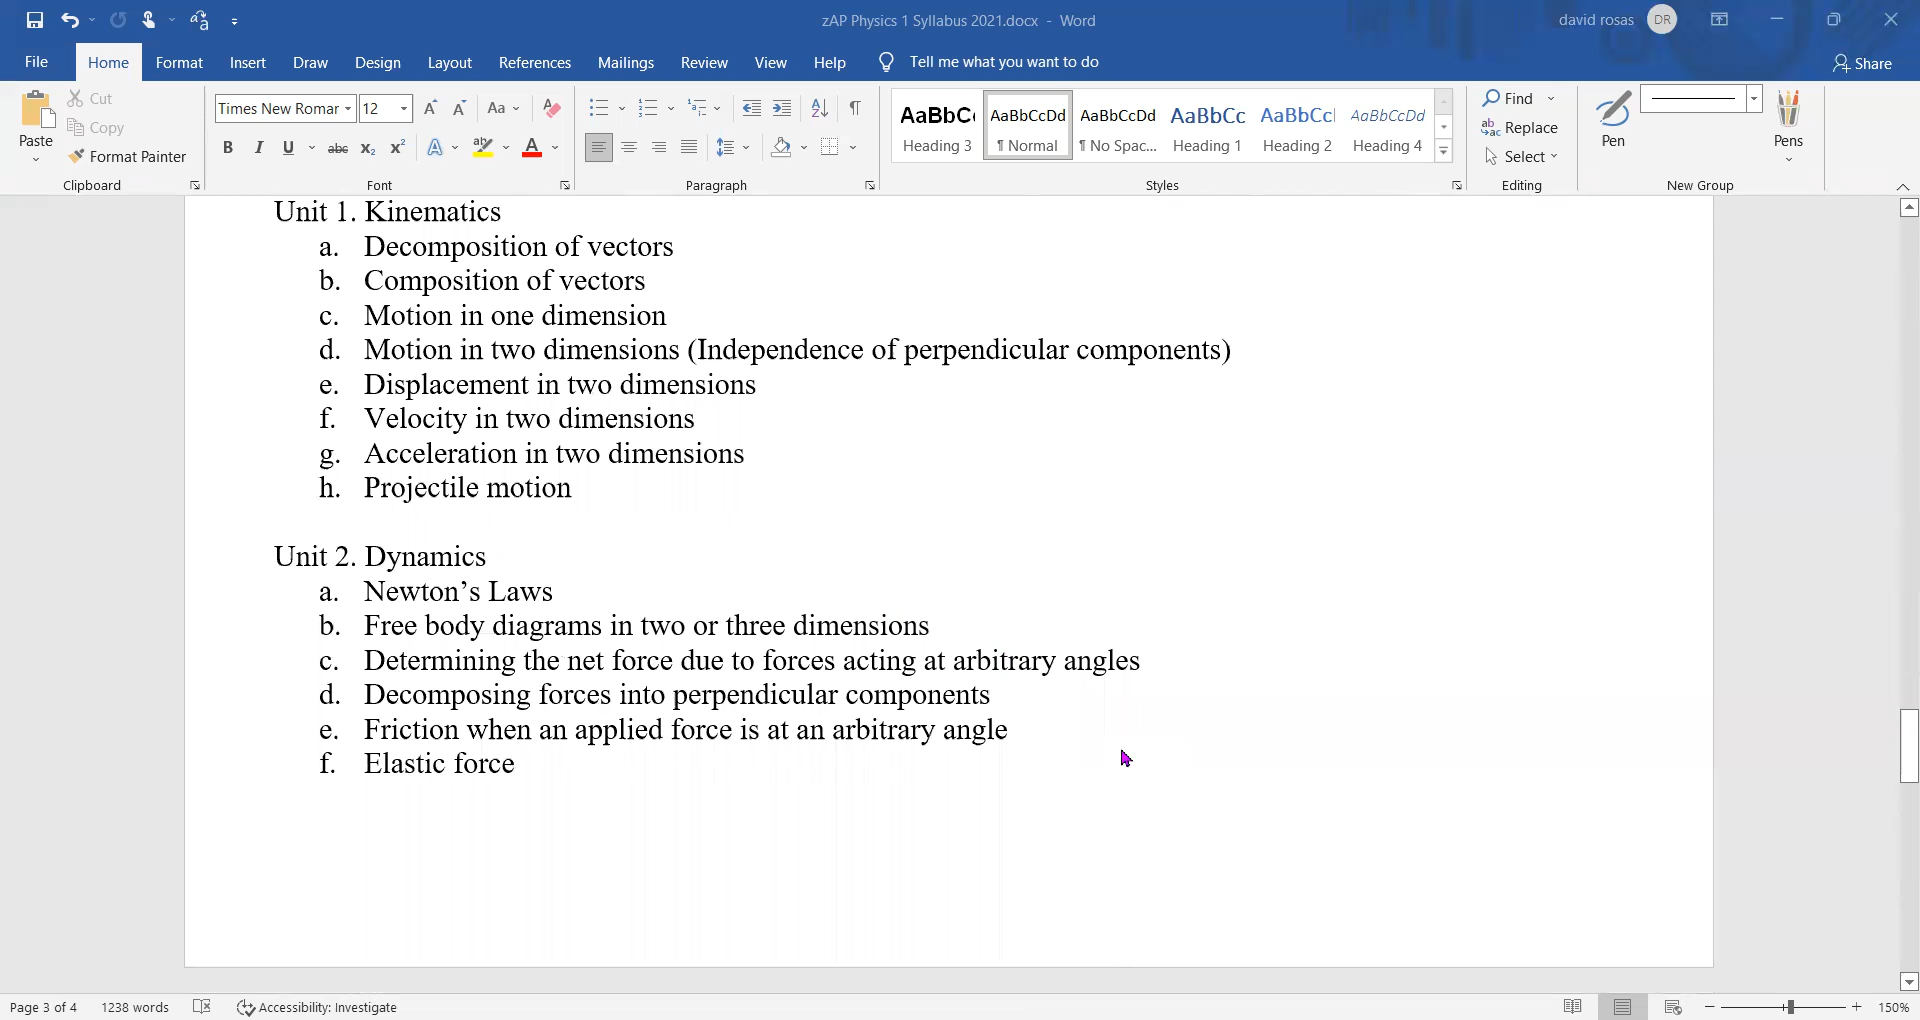 zAP Physics 1 Syllabus 2021.docx - Word
david rosas DR
File Home Format Insert Draw Design Layout References Mailings Review View Help Tell me what you want to do Share
Paste Cut Copy Format Painter
Clipboard
Times New Romar 12 Aa
B I U abc x₂ x² A ab A
Font
Paragraph
AaBbC AaBbCcDd AaBbCcDd AaBbCc AaBbCc AaBbCcDd
Heading 3 ¶ Normal ¶ No Spac... Heading 1 Heading 2 Heading 4
Styles
Find
Replace
Select
Editing
Pen Pens
New Group
Unit 1. Kinematics
a. Decomposition of vectors
b. Composition of vectors
c. Motion in one dimension
d. Motion in two dimensions (Independence of perpendicular components)
e. Displacement in two dimensions
f. Velocity in two dimensions
g. Acceleration in two dimensions
h. Projectile motion
Unit 2. Dynamics
a. Newton’s Laws
b. Free body diagrams in two or three dimensions
c. Determining the net force due to forces acting at arbitrary angles
d. Decomposing forces into perpendicular components
e. Friction when an applied force is at an arbitrary angle
f. Elastic force
Page 3 of 4 1238 words Accessibility: Investigate 150%